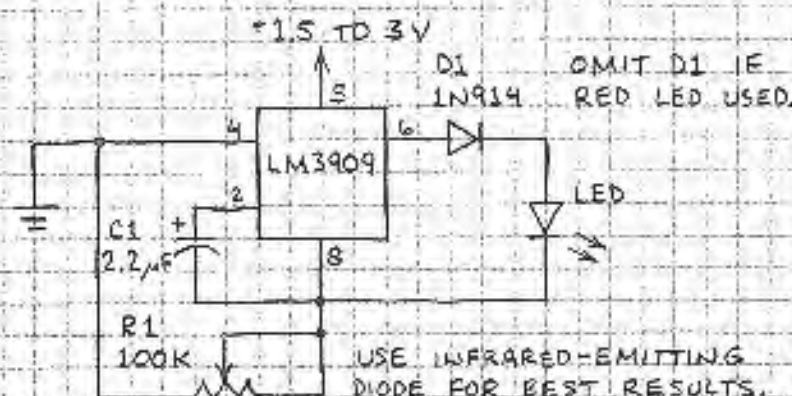 +1.5 TO 3V
D1
1N914
OMIT D1 IF
RED LED USED.
5
4
6
LM3909
2
LED
C1
+
2.2µF
8
R1
100K
USE INFRARED-EMITTING
DIODE FOR BEST RESULTS.